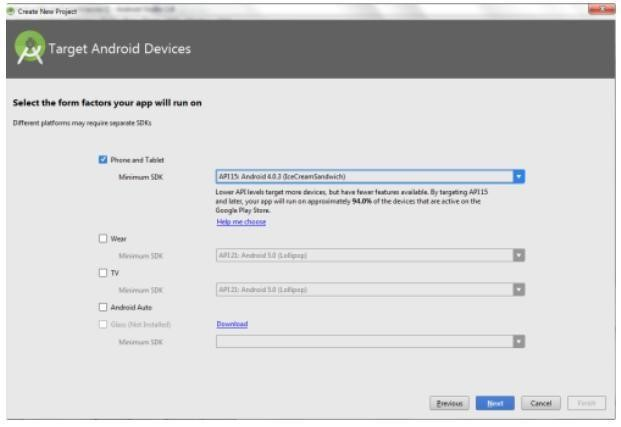 Create New Project
Target Android Devices
Select the form factors your app will run on
Different platforms may require separate SDKs
Phone and Tablet
Minimum SDK
API 15: Android 4.0.3 (IceCreamSandwich)
Lower API levels target more devices, but have fewer features available. By targeting API 15
and later, your app will run on approximately 94.0% of the devices that are active on the
Google Play Store.
Help me choose
Wear
Minimum SDK
API 21: Android 5.0 (Lollipop)
TV
Minimum SDK
API 21: Android 5.0 (Lollipop)
Android Auto
Glass (Not Installed)
Download
Minimum SDK
Previous
Next
Cancel
Finish